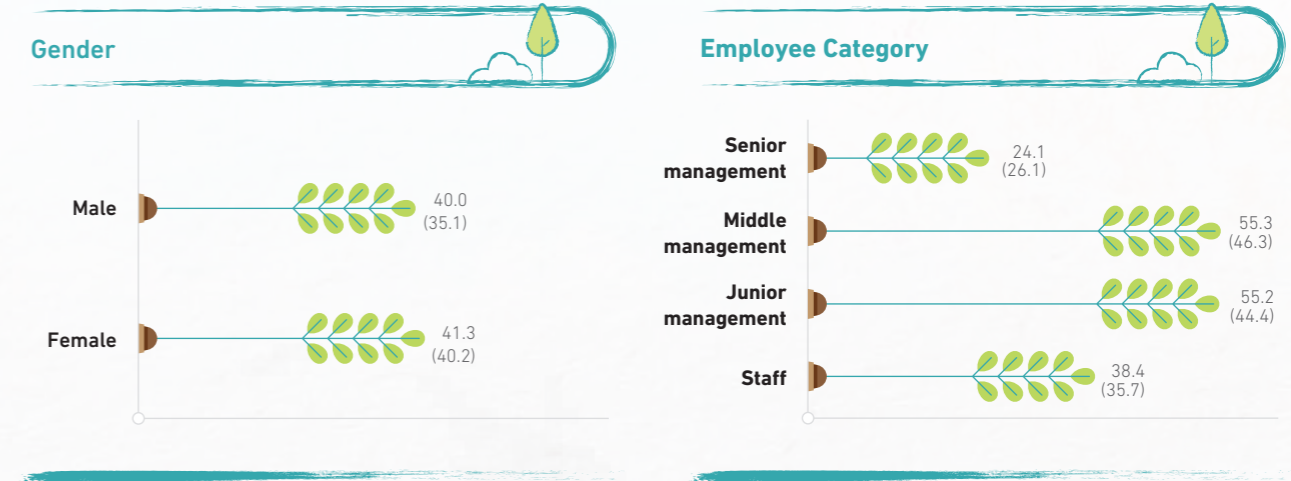 Gender
Male
40.0
(35.1)
Female
41.3
(40.2)
Employee Category
Senior
management
24.1
(26.1)
Middle
management
55.3
(46.3)
Junior
management
55.2
(44.4)
Staff
38.4
(35.7)